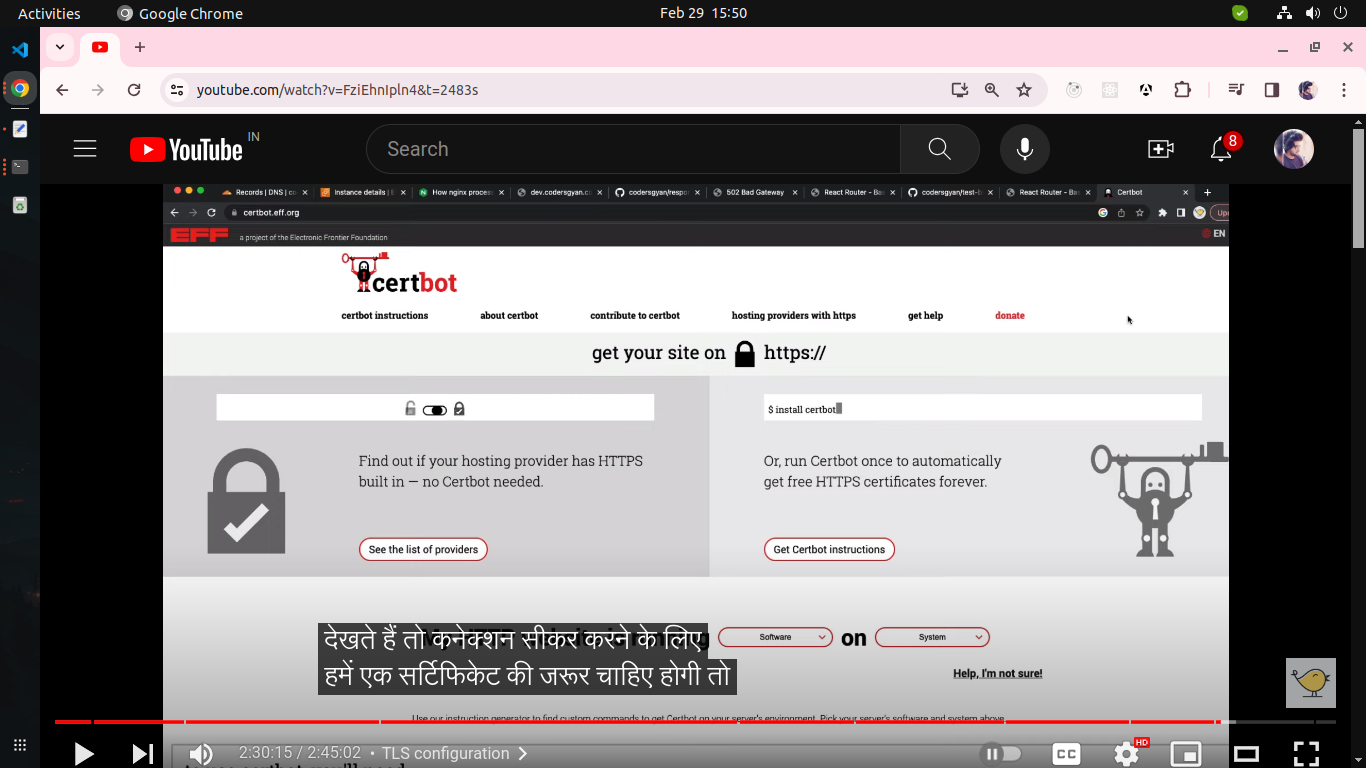 Activities Google Chrome Feb 29 15:50
youtube.com/watch?v=FziEhnIpln4&t=2483s
YouTube IN Search 8
Records | DNS | Instance details | How nginx process dev.codersgyan.c codersgyan/respo 502 Bad Gateway React Router - Ba codersgyan/test-b React Router - Ba Certbot
certbot.eff.org
EFF a project of the Electronic Frontier Foundation EN
certbot
certbot instructions about certbot contribute to certbot hosting providers with https get help donate
get your site on https://
$ install certbot
Find out if your hosting provider has HTTPS
built in — no Certbot needed.
Or, run Certbot once to automatically
get free HTTPS certificates forever.
See the list of providers Get Certbot instructions
देखते हैं तो कनेक्शन सीकर करने के लिए Software on System
हमें एक सर्टिफिकेट की जरूर चाहिए होगी तो Help, I'm not sure!
Use our instruction generator to find custom commands to get Certbot on your server's environment. Pick your server's software and system above.
2:30:15 / 2:45:02 • TLS configuration CC HD